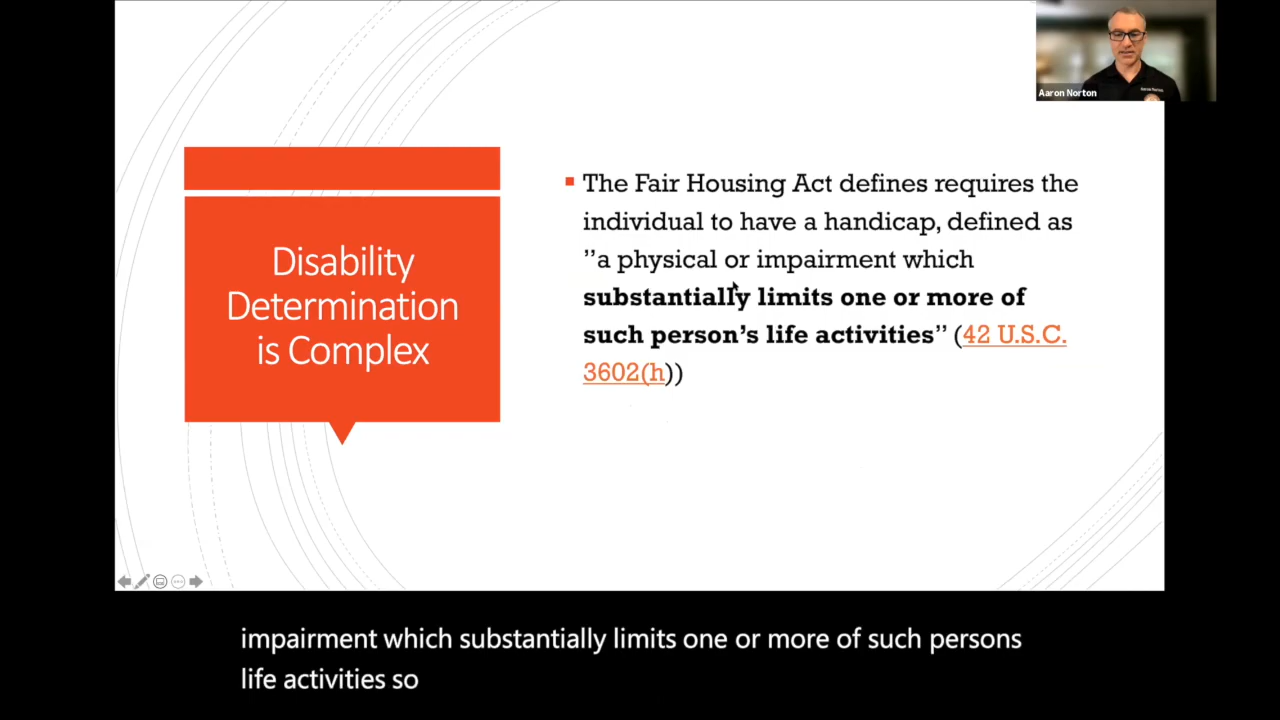 Aaron Norton
Disability
Determination
is Complex
The Fair Housing Act defines requires the
individual to have a handicap, defined as
”a physical or impairment which
substantially limits one or more of
such person’s life activities” (42 U.S.C.
3602(h))
impairment which substantially limits one or more of such persons
life activities so